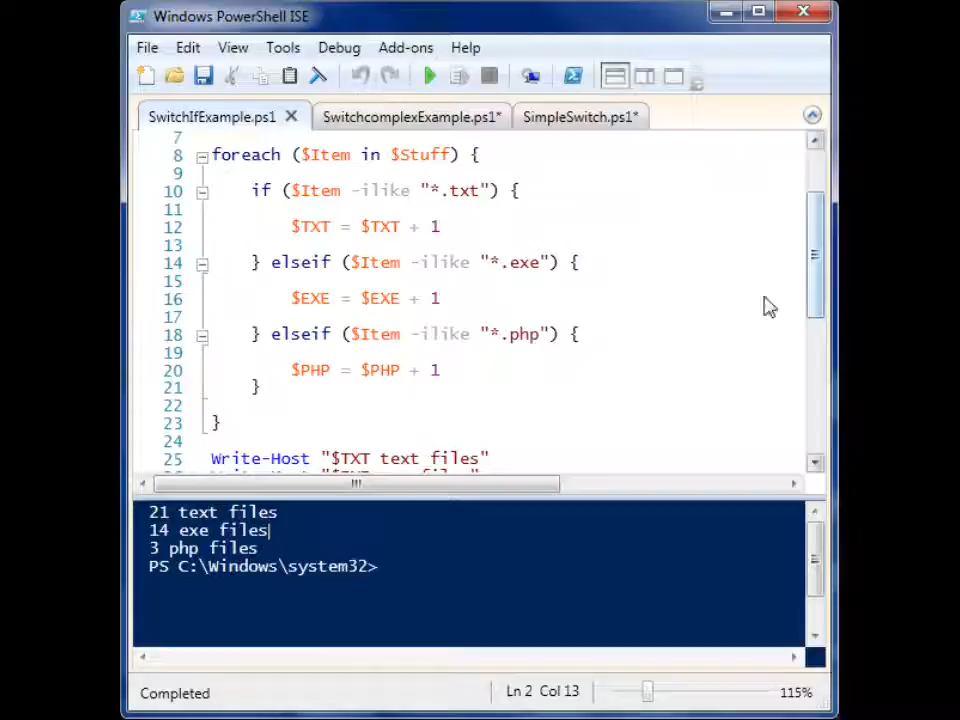 Windows PowerShell ISE
File Edit View Tools Debug Add-ons Help
SwitchIfExample.ps1 SwitchcomplexExample.ps1* SimpleSwitch.ps1*
7
8 foreach ($Item in $Stuff) {
9
10 if ($Item -ilike "*.txt") {
11
12 $TXT = $TXT + 1
13
14 } elseif ($Item -ilike "*.exe") {
15
16 $EXE = $EXE + 1
17
18 } elseif ($Item -ilike "*.php") {
19
20 $PHP = $PHP + 1
21 }
22
23 }
24
25 Write-Host "$TXT text files"
21 text files
14 exe files
3 php files
PS C:\Windows\system32>
Completed Ln 2 Col 13 115%